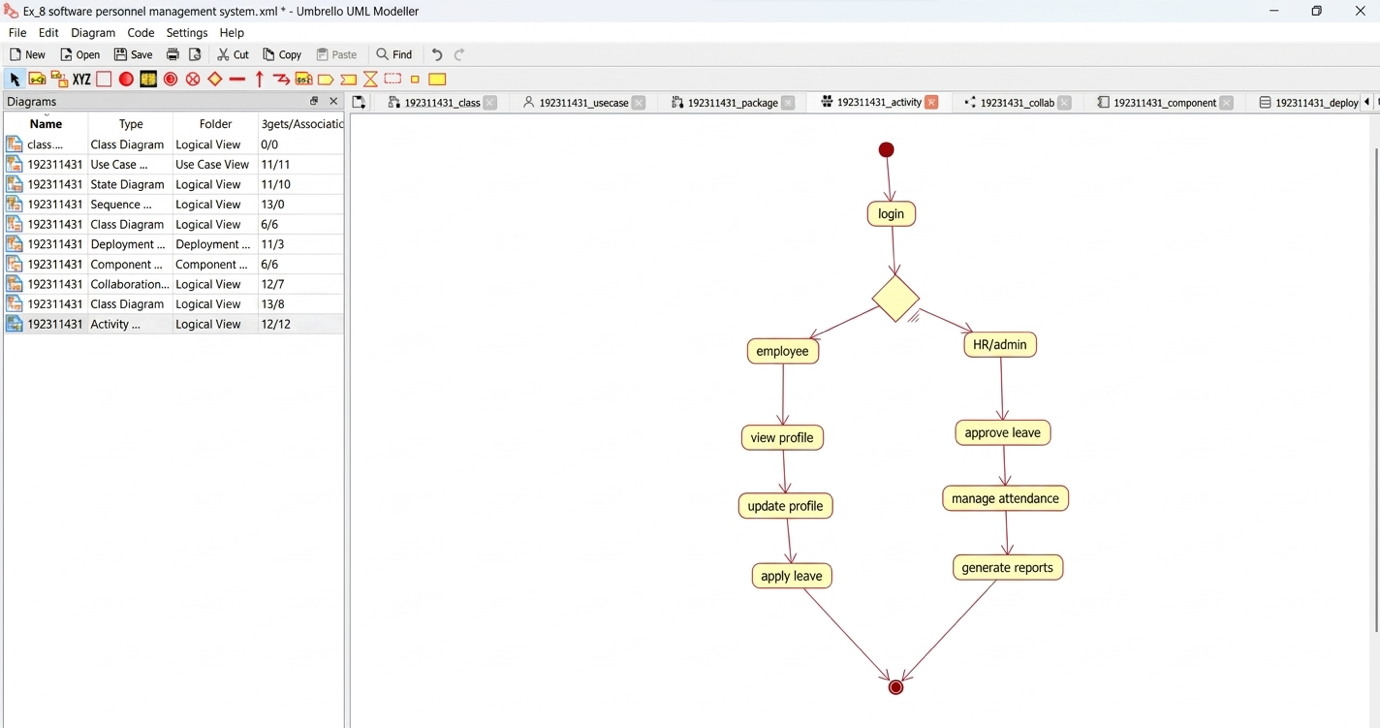 Ex_8 software personnel management system.xml * - Umbrello UML Modeller
File Edit Diagram Code Settings Help
New Open Save Cut Copy Paste Find
XYZ
Diagrams
192311431_class 192311431_usecase 192311431_package 192311431_activity 19231431_collab 192311431_component 192311431_deploy
Name Type Folder 3gets/Associatic
class.... Class Diagram Logical View 0/0
192311431 Use Case ... Use Case View 11/11
192311431 State Diagram Logical View 11/10
192311431 Sequence ... Logical View 13/0
192311431 Class Diagram Logical View 6/6
192311431 Deployment ... Deployment ... 11/3
192311431 Component ... Component ... 6/6
192311431 Collaboration... Logical View 12/7
192311431 Class Diagram Logical View 13/8
192311431 Activity ... Logical View 12/12
login
employee
HR/admin
view profile
approve leave
update profile
manage attendance
apply leave
generate reports